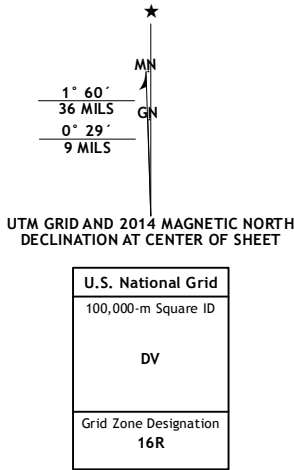 ★
MN
1° 60´
36 MILS
GN
0° 29´
9 MILS
UTM GRID AND 2014 MAGNETIC NORTH
DECLINATION AT CENTER OF SHEET
U.S. National Grid
100,000-m Square ID
DV
Grid Zone Designation
16R